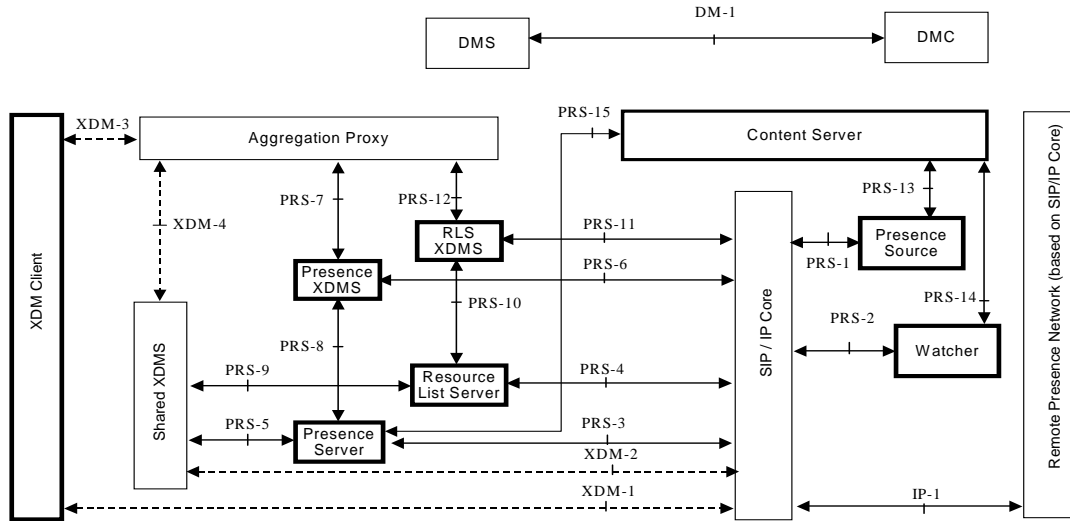 DM-1
DMS
DMC
XDM-3
PRS-15
Aggregation Proxy
Content Server
PRS-7
PRS-12
PRS-13
XDM-4
RLS
XDMS
PRS-11
Presence
Source
PRS-1
Presence
XDMS
PRS-6
PRS-10
PRS-14
PRS-2
PRS-8
Watcher
PRS-9
Resource
List Server
PRS-4
PRS-5
Presence
Server
PRS-3
XDM-2
XDM-1
IP-1
XDM Client
Shared XDMS
SIP / IP Core
Remote Presence Network (based on SIP/IP Core)